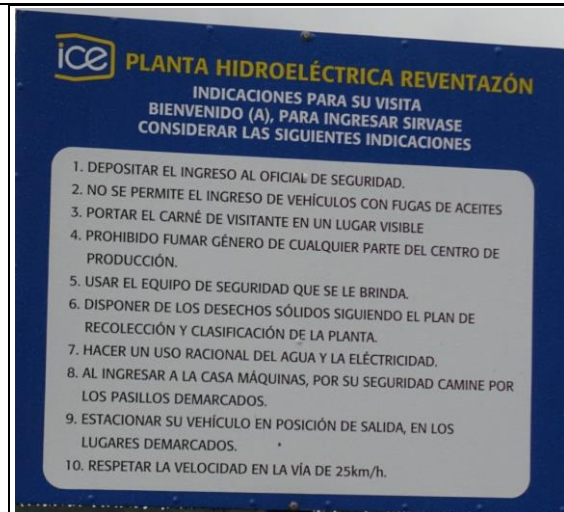 ice PLANTA HIDROELÉCTRICA REVENTAZÓN
INDICACIONES PARA SU VISITA
BIENVENIDO (A), PARA INGRESAR SIRVASE
CONSIDERAR LAS SIGUIENTES INDICACIONES
1. DEPOSITAR EL INGRESO AL OFICIAL DE SEGURIDAD.
2. NO SE PERMITE EL INGRESO DE VEHÍCULOS CON FUGAS DE ACEITES
3. PORTAR EL CARNÉ DE VISITANTE EN UN LUGAR VISIBLE
4. PROHIBIDO FUMAR GÉNERO DE CUALQUIER PARTE DEL CENTRO DE
PRODUCCIÓN.
5. USAR EL EQUIPO DE SEGURIDAD QUE SE LE BRINDA.
6. DISPONER DE LOS DESECHOS SÓLIDOS SIGUIENDO EL PLAN DE
RECOLECCIÓN Y CLASIFICACIÓN DE LA PLANTA.
7. HACER UN USO RACIONAL DEL AGUA Y LA ELÉCTRICIDAD.
8. AL INGRESAR A LA CASA MÁQUINAS, POR SU SEGURIDAD CAMINE POR
LOS PASILLOS DEMARCADOS.
9. ESTACIONAR SU VEHÍCULO EN POSICIÓN DE SALIDA, EN LOS
LUGARES DEMARCADOS.
10. RESPETAR LA VELOCIDAD EN LA VÍA DE 25km/h.